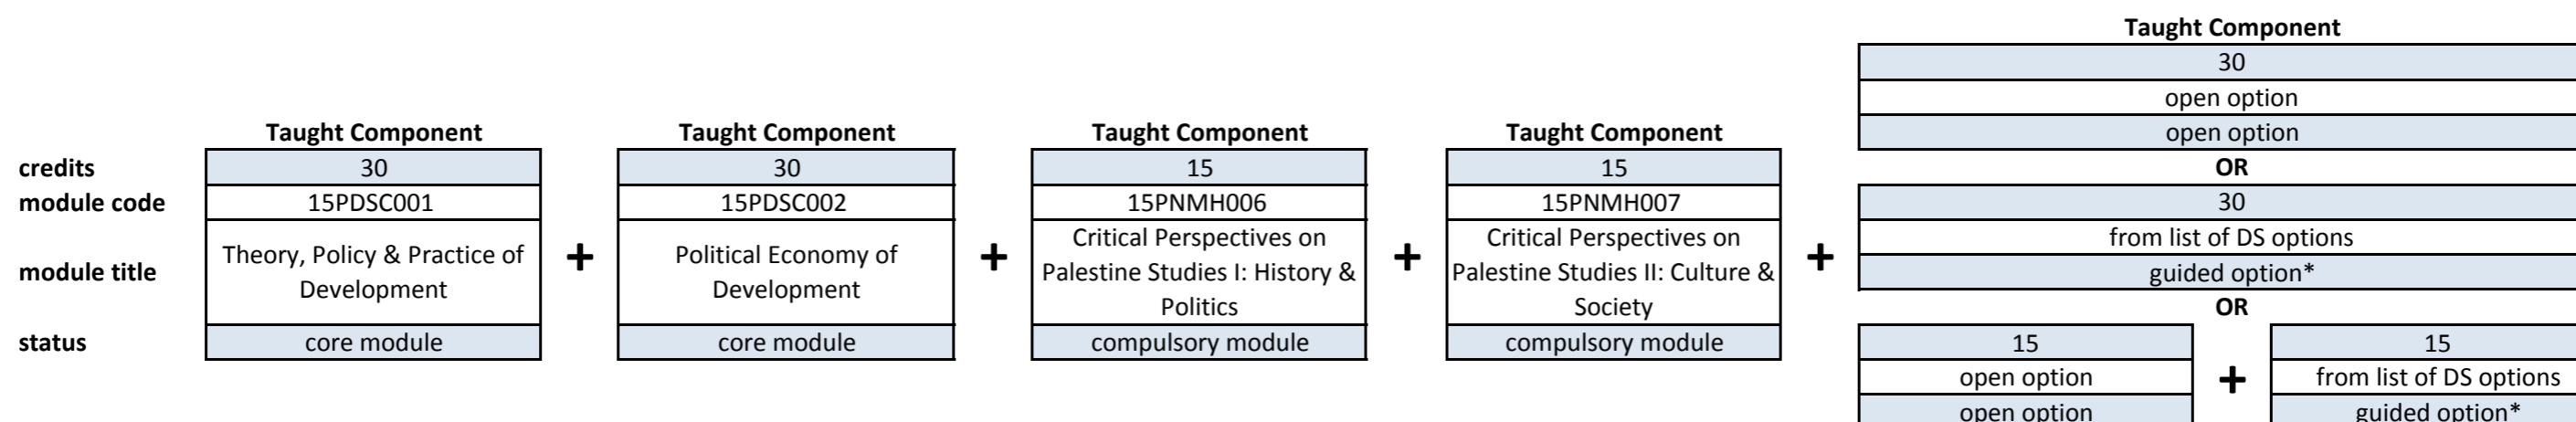 Taught Component
30
open option
open option
Taught Component Taught Component Taught Component Taught Component
credits 30 30 15 15 OR
module code 15PDSC001 15PDSC002 15PNMH006 15PNMH007 30
module title Theory, Policy & Practice of Development + Political Economy of Development + Critical Perspectives on Palestine Studies I: History & Politics + Critical Perspectives on Palestine Studies II: Culture & Society + from list of DS options
guided option*
OR
status core module core module compulsory module compulsory module 15 15
open option + from list of DS options
open option guided option*